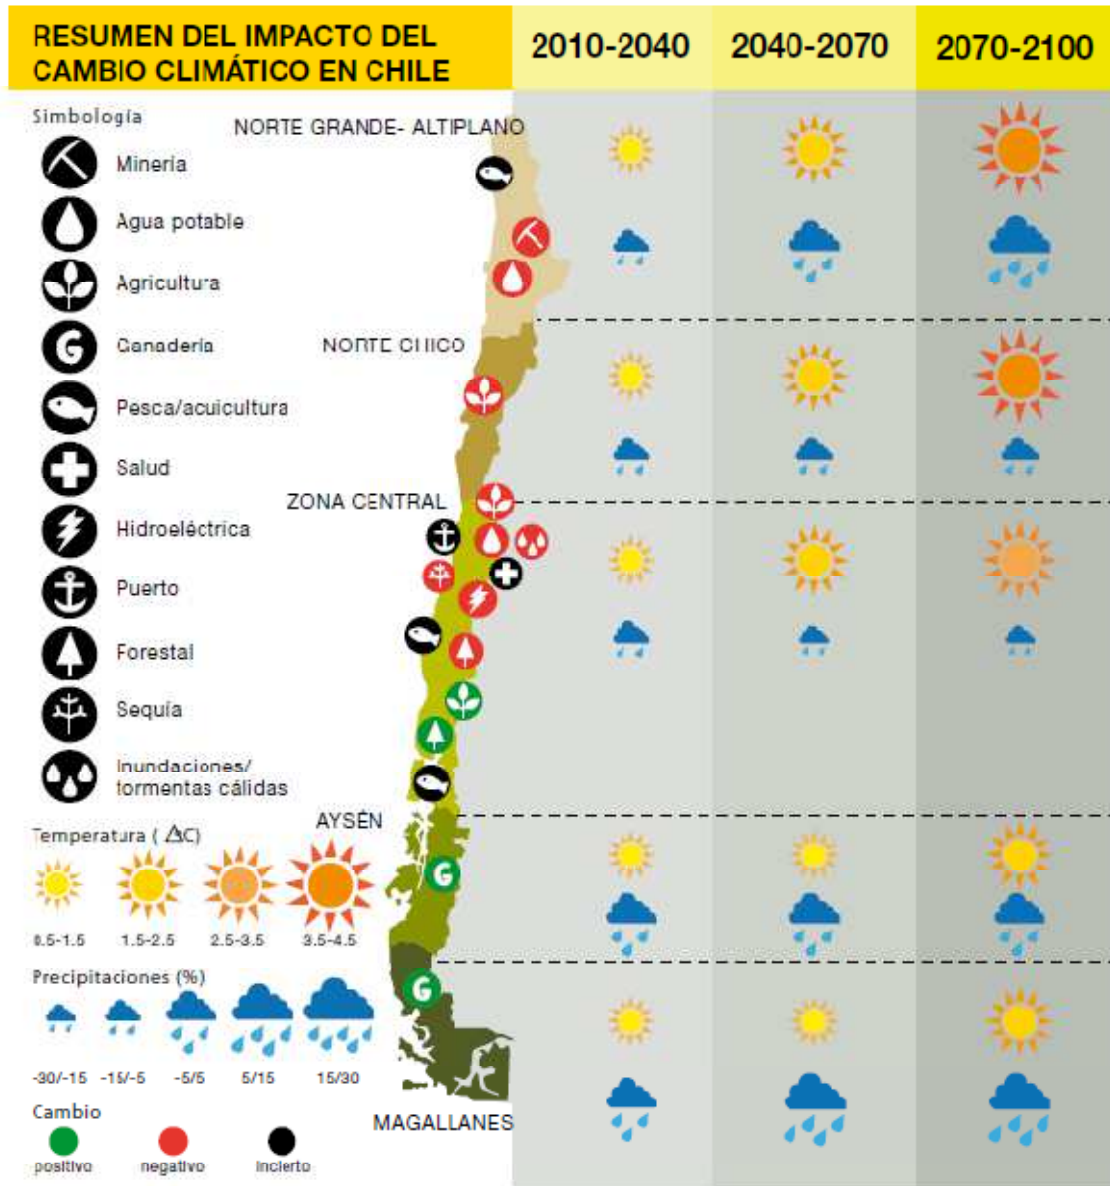 RESUMEN DEL IMPACTO DEL
CAMBIO CLIMÁTICO EN CHILE
2010-2040
2040-2070
2070-2100
Simbología
Minería
Agua potable
Agricultura
Ganadería
Pesca/acuicultura
Salud
Hidroeléctrica
Puerto
Forestal
Sequía
Inundaciones/
tormentas cálidas
NORTE GRANDE- ALTIPLANO
NORTE CHICO
ZONA CENTRAL
AYSÉN
MAGALLANES
Temperatura ( ΔC)
0.5-1.5
1.5-2.5
2.5-3.5
3.5-4.5
Precipitaciones (%)
-30/-15
-15/-5
-5/5
5/15
15/30
Cambio
positivo
negativo
incierto